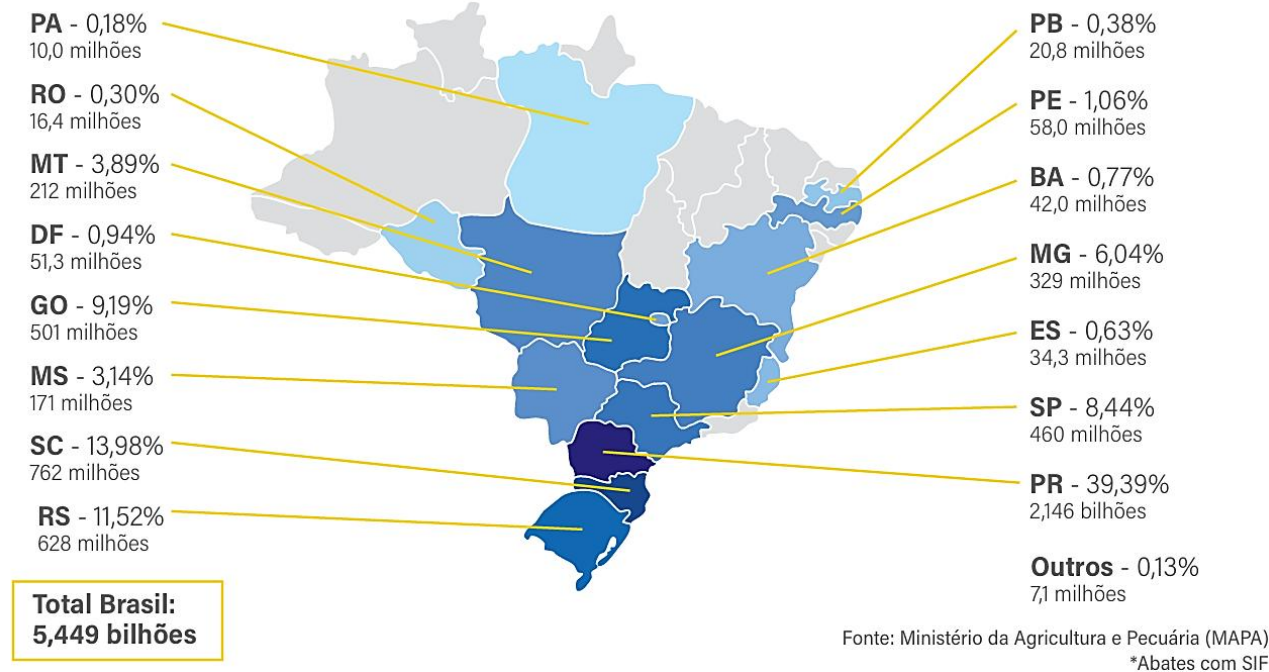 PA - 0,18%
10,0 milhões
RO - 0,30%
16,4 milhões
MT - 3,89%
212 milhões
DF - 0,94%
51,3 milhões
GO - 9,19%
501 milhões
MS - 3,14%
171 milhões
SC - 13,98%
762 milhões
RS - 11,52%
628 milhões
Total Brasil:
5,449 bilhões
PB - 0,38%
20,8 milhões
PE - 1,06%
58,0 milhões
BA - 0,77%
42,0 milhões
MG - 6,04%
329 milhões
ES - 0,63%
34,3 milhões
SP - 8,44%
460 milhões
PR - 39,39%
2,146 bilhões
Outros - 0,13%
7,1 milhões
Fonte: Ministério da Agricultura e Pecuária (MAPA)
*Abates com SIF